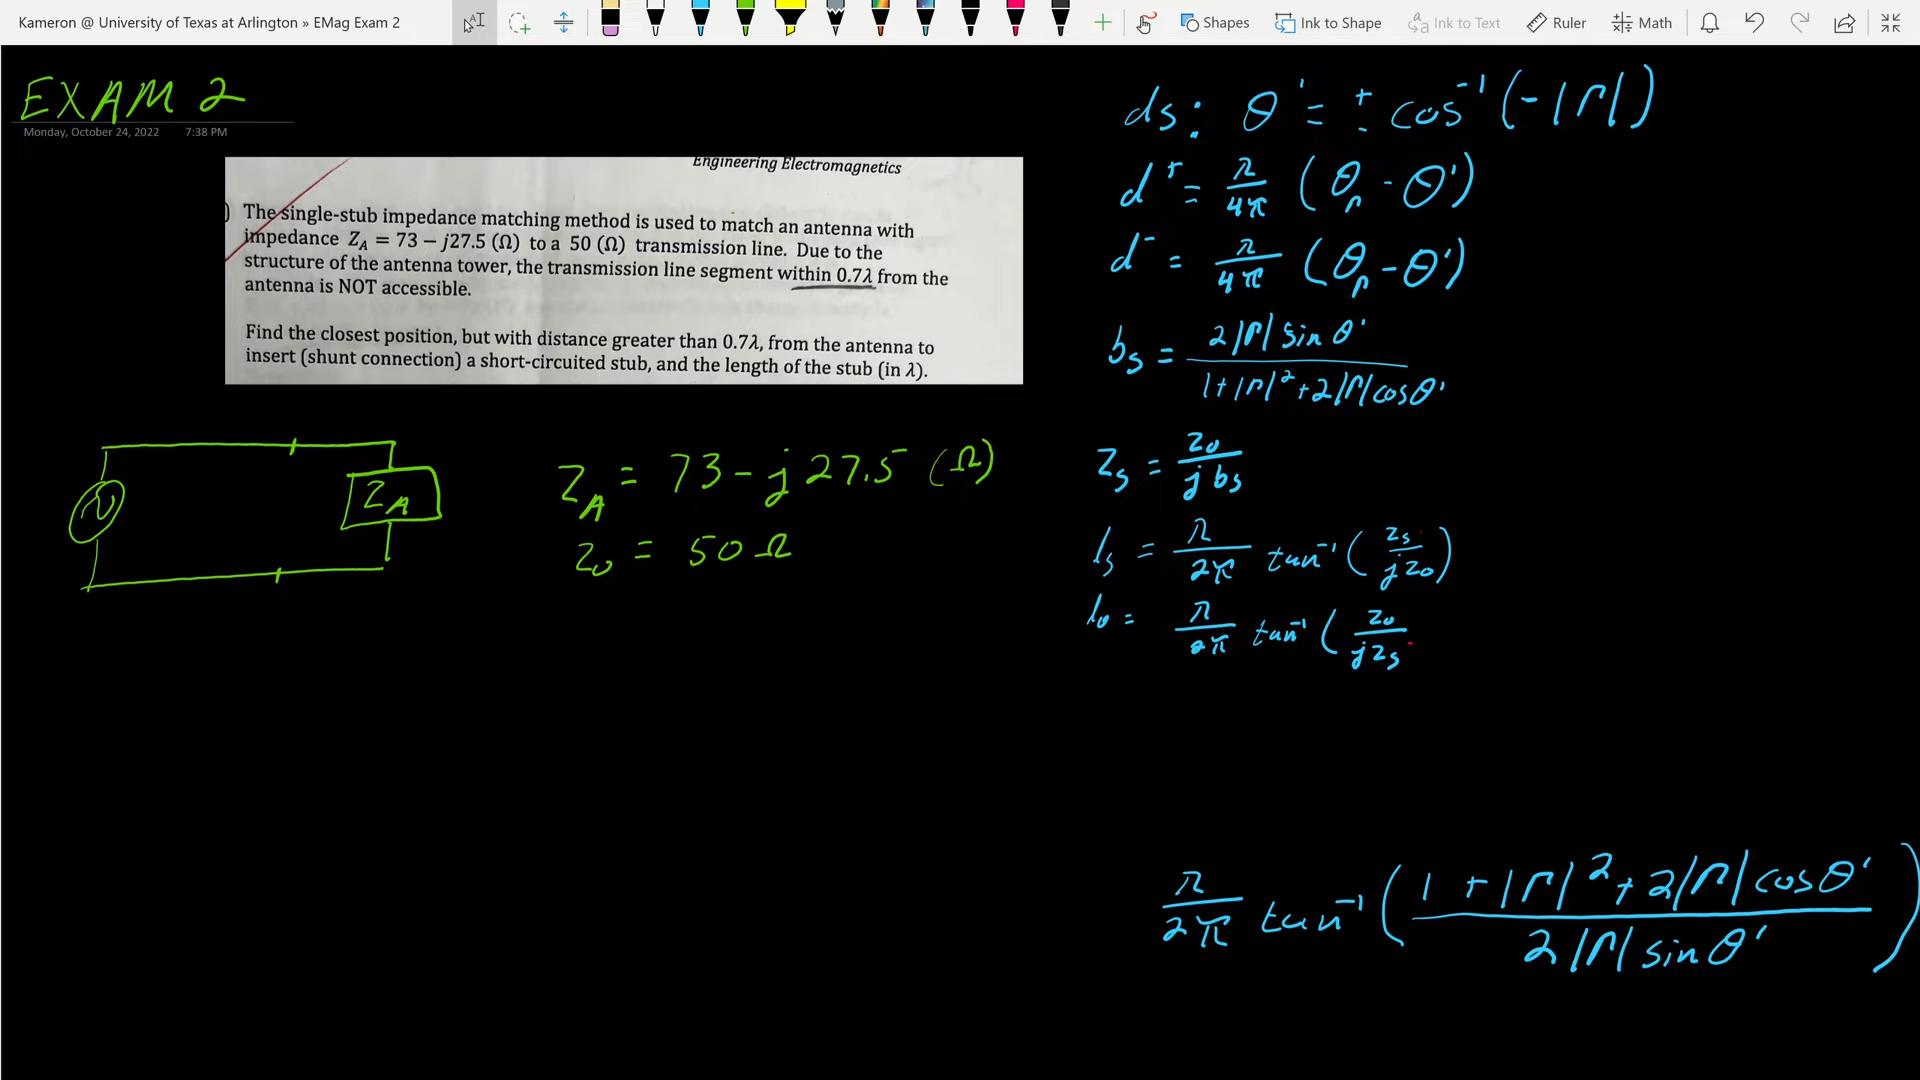 Kameron @ University of Texas at Arlington » EMag Exam 2
Shapes
Ink to Shape
Ink to Text
Ruler
Math
EXAM 2
Monday, October 24, 2022 7:38 PM
Engineering Electromagnetics
) The single-stub impedance matching method is used to match an antenna with
impedance Z_A = 73 − j27.5 (Ω) to a 50 (Ω) transmission line. Due to the
structure of the antenna tower, the transmission line segment within 0.7λ from the
antenna is NOT accessible.
Find the closest position, but with distance greater than 0.7λ, from the antenna to
insert (shunt connection) a short-circuited stub, and the length of the stub (in λ).
Z_A
Z_A = 73 - j27.5 (Ω)
Z_0 = 50 Ω
ds: θ' = ± cos⁻¹(-|Γ|)
d⁺ = λ/4π (θ_Γ - θ')
d⁻ = λ/4π (θ_Γ - θ')
b_s = 2|Γ| sin θ' / 1+|Γ|²+2|Γ|cosθ'
Z_s = Z_0 / j b_s
l_s = λ/2π tan⁻¹ (Z_s / j Z_0)
l_0 = λ/2π tan⁻¹ (Z_0 / j Z_s
λ/2π tan⁻¹ (1 + |Γ|² + 2|Γ| cosθ' / 2|Γ| sin θ')